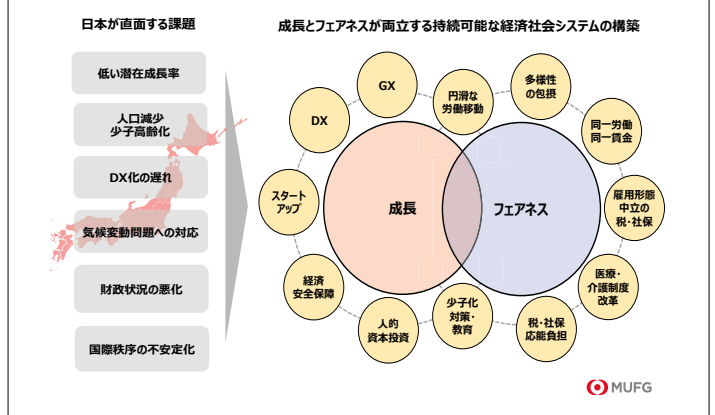 日本が直面する課題
成長とフェアネスが両立する持続可能な経済社会システムの構築
低い潜在成長率
人口減少
少子高齢化
DX化の遅れ
気候変動問題への対応
財政状況の悪化
国際秩序の不安定化
成長
フェアネス
GX
円滑な
労働移動
多様性
の包摂
DX
同一労働
同一賃金
スタート
アップ
雇用形態
中立の
税・社保
経済
安全保障
医療・
介護制度
改革
人的
資本投資
少子化
対策・
教育
税・社保
応能負担
MUFG